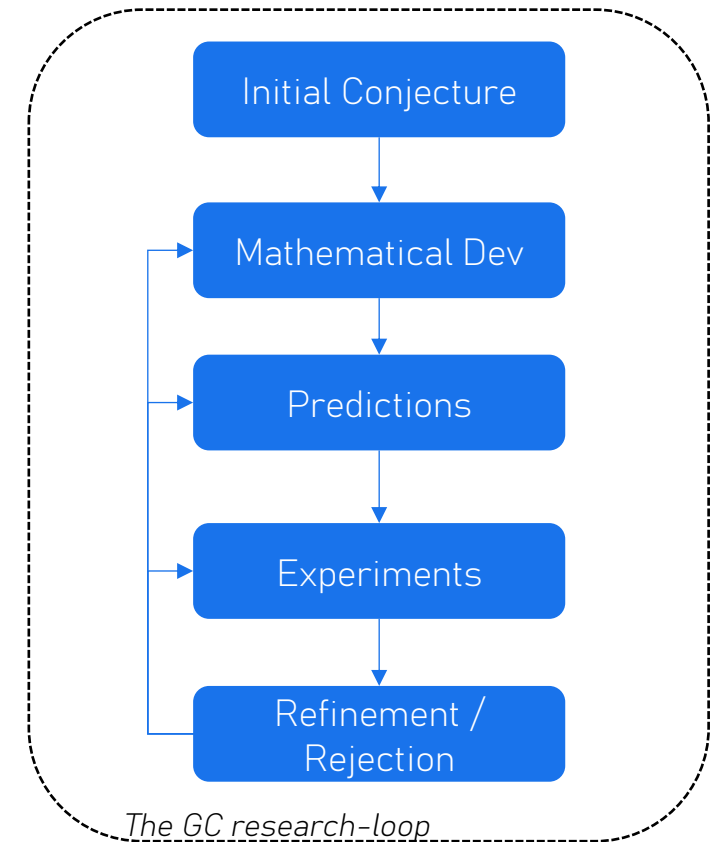 Initial Conjecture
Mathematical Dev
Predictions
Experiments
Refinement /
Rejection
The GC research-loop